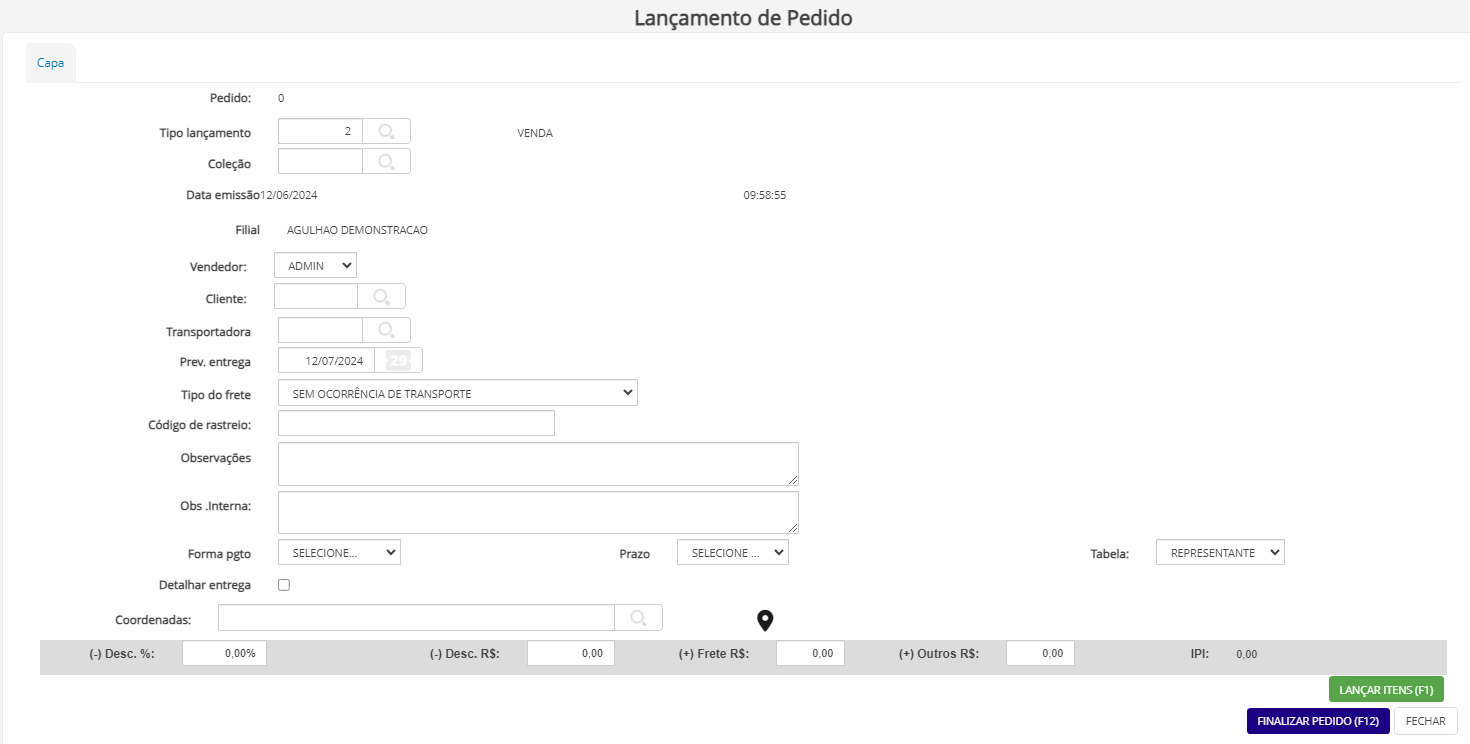 Lançamento de Pedido
Capa
Pedido: 0
Tipo lançamento 2 VENDA
Coleção
Data emissão 12/06/2024 09:58:55
Filial AGULHAO DEMONSTRACAO
Vendedor: ADMIN
Cliente:
Transportadora
Prev. entrega 12/07/2024 29
Tipo do frete SEM OCORRÊNCIA DE TRANSPORTE
Código de rastreio:
Observações
Obs .Interna:
Forma pgto SELECIONE... Prazo SELECIONE ... Tabela: REPRESENTANTE
Detalhar entrega
Coordenadas:
(-) Desc. %: 0,00% (-) Desc. R$: 0,00 (+) Frete R$: 0,00 (+) Outros R$: 0,00 IPI: 0,00
LANÇAR ITENS (F1)
FINALIZAR PEDIDO (F12) FECHAR